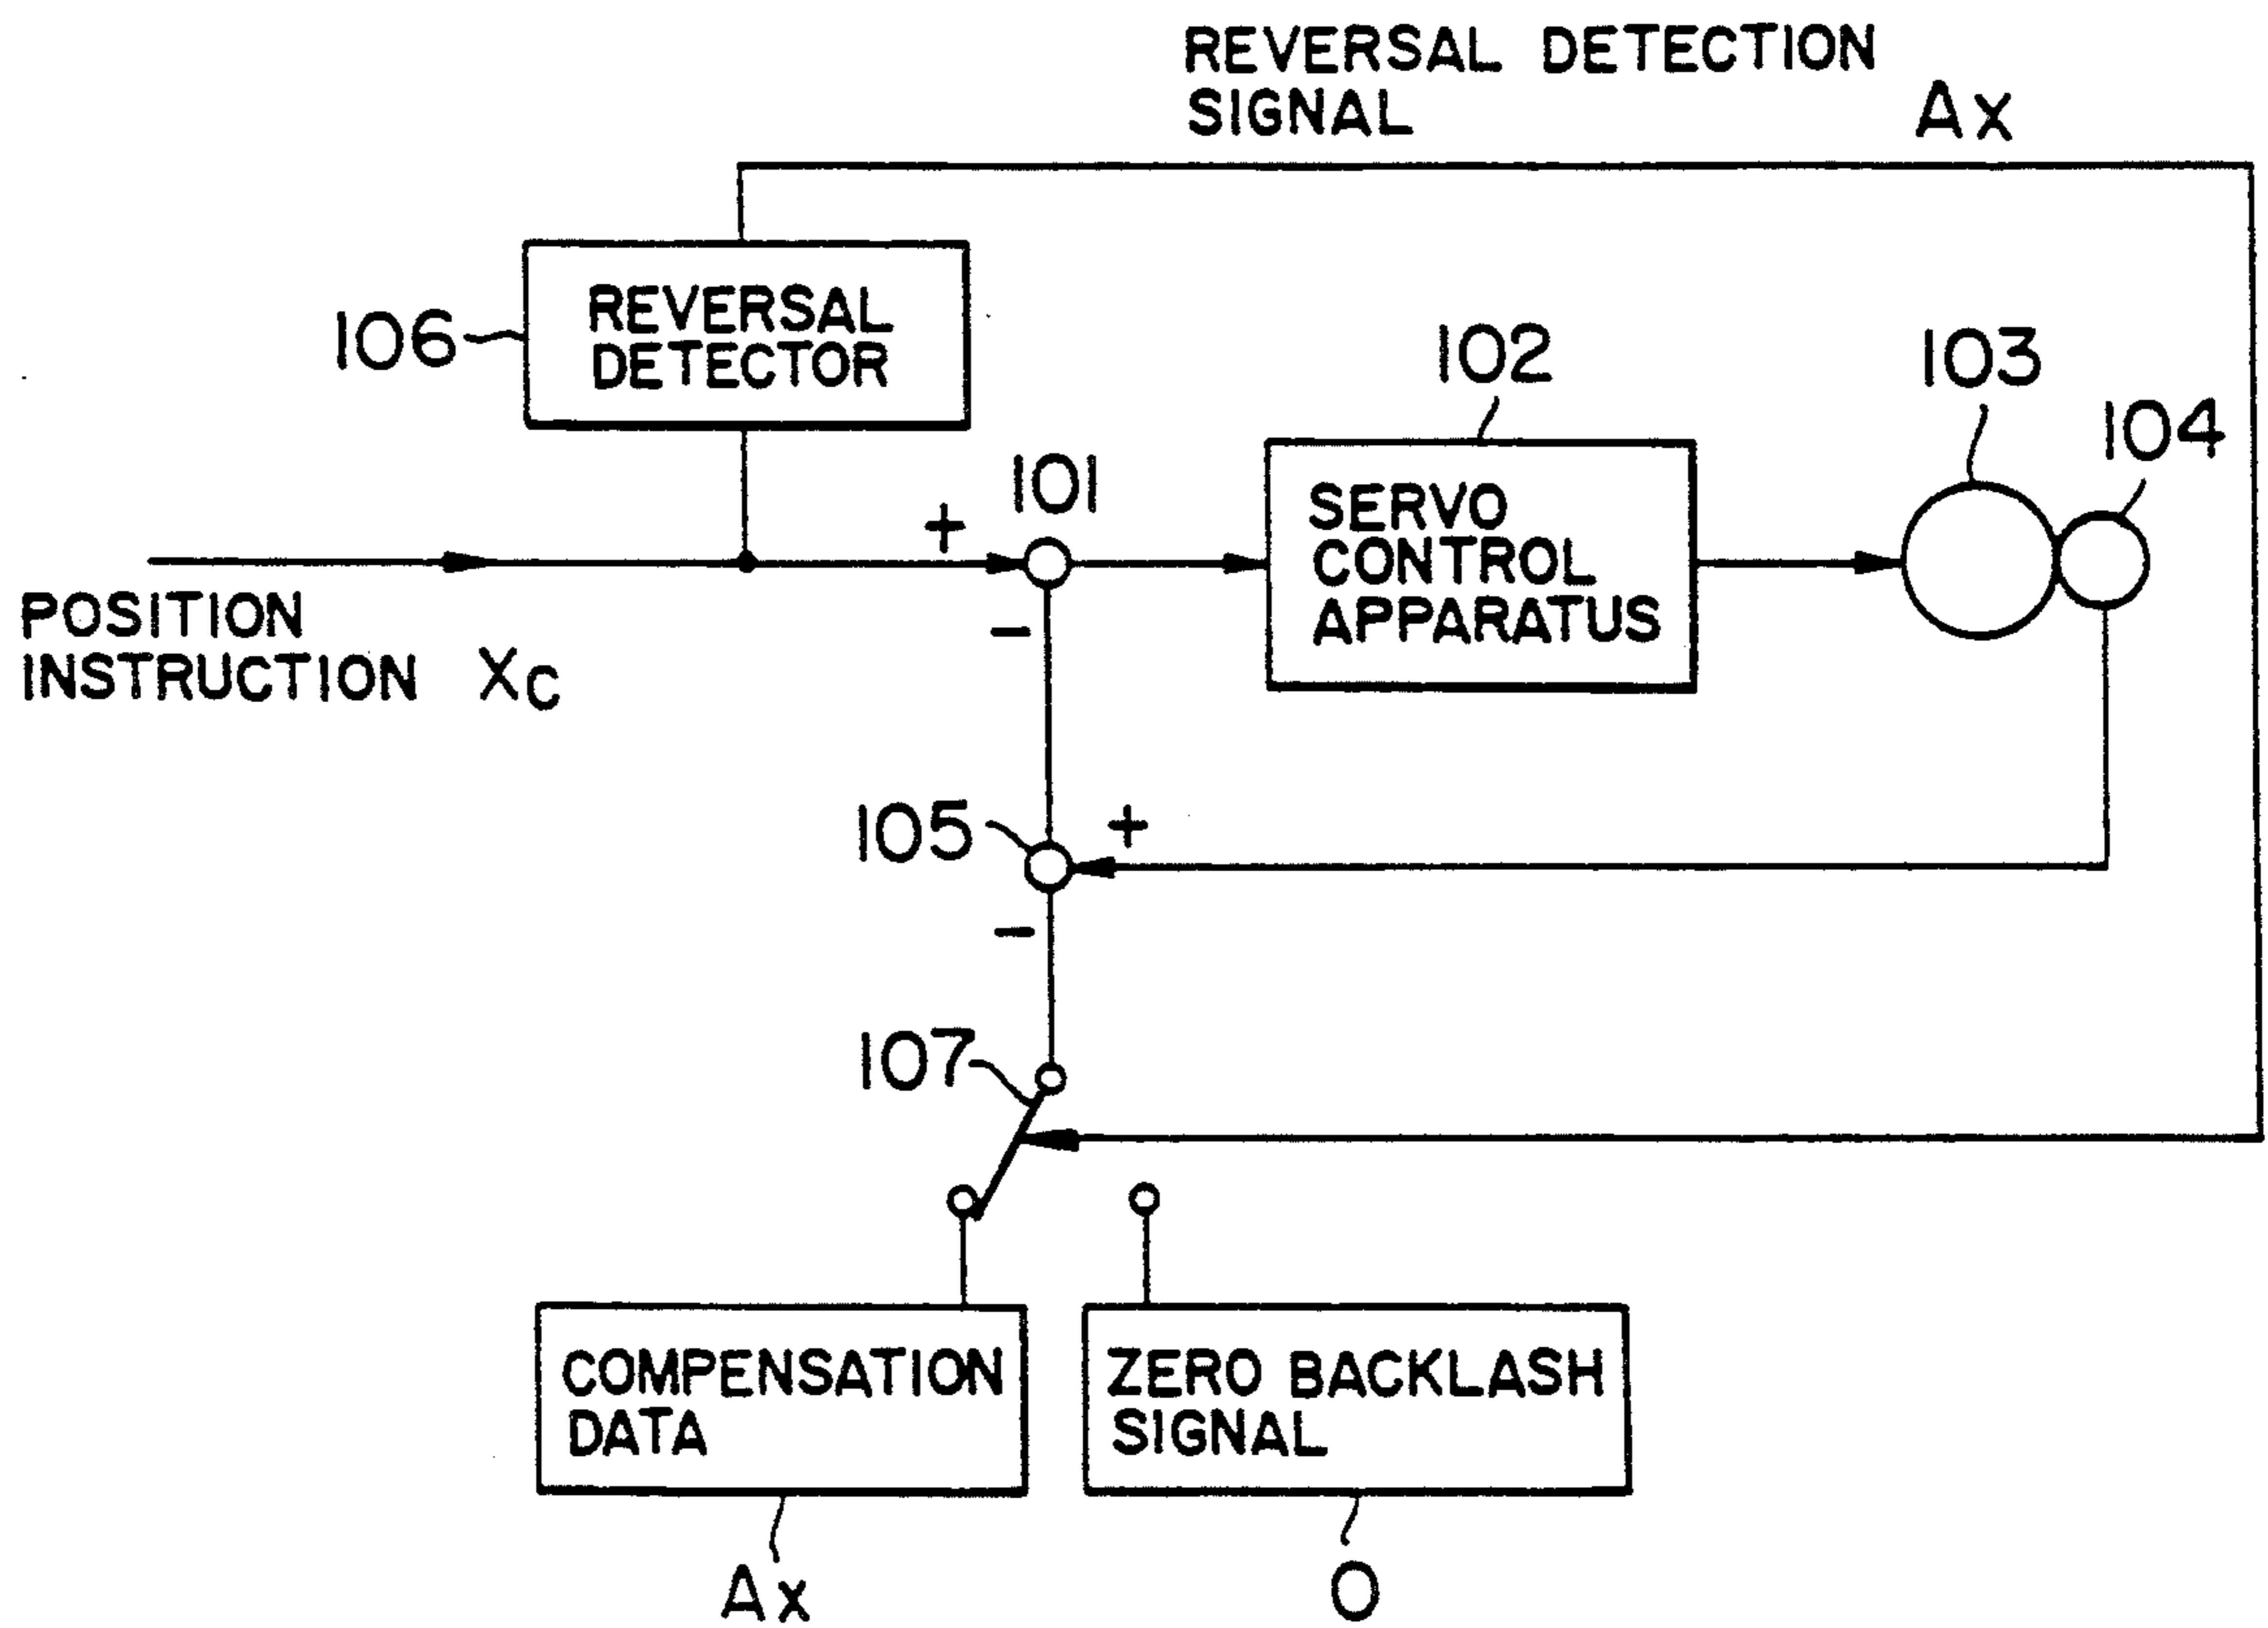 REVERSAL DETECTION
SIGNAL
Ax
106
REVERSAL
DETECTOR
102
103
104
101
+
SERVO
CONTROL
APPARATUS
POSITION
INSTRUCTION Xc
−
105
+
−
107
COMPENSATION
DATA
ZERO BACKLASH
SIGNAL
Ax
0